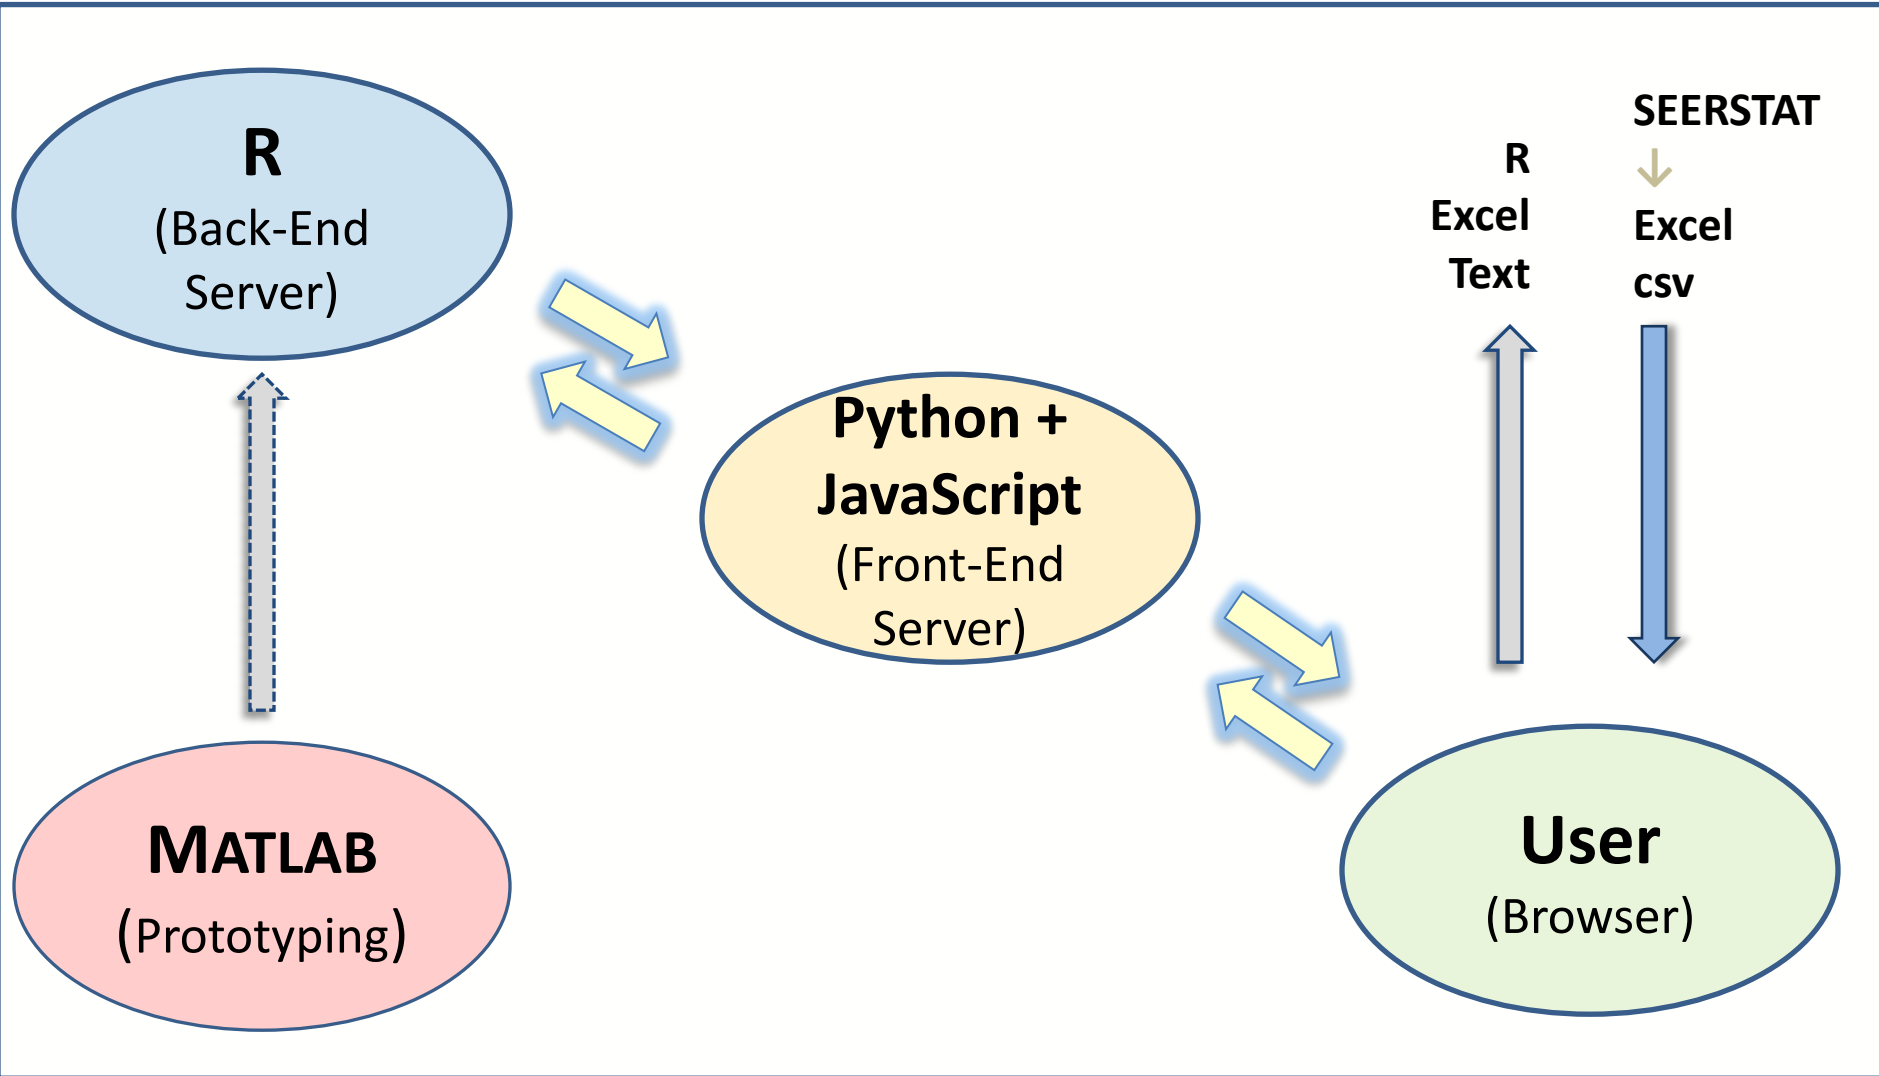 R
(Back-End
Server)
Python +
JavaScript
(Front-End
Server)
R
Excel
Text
SEERSTAT
↓
Excel
csv
MATLAB
(Prototyping)
User
(Browser)